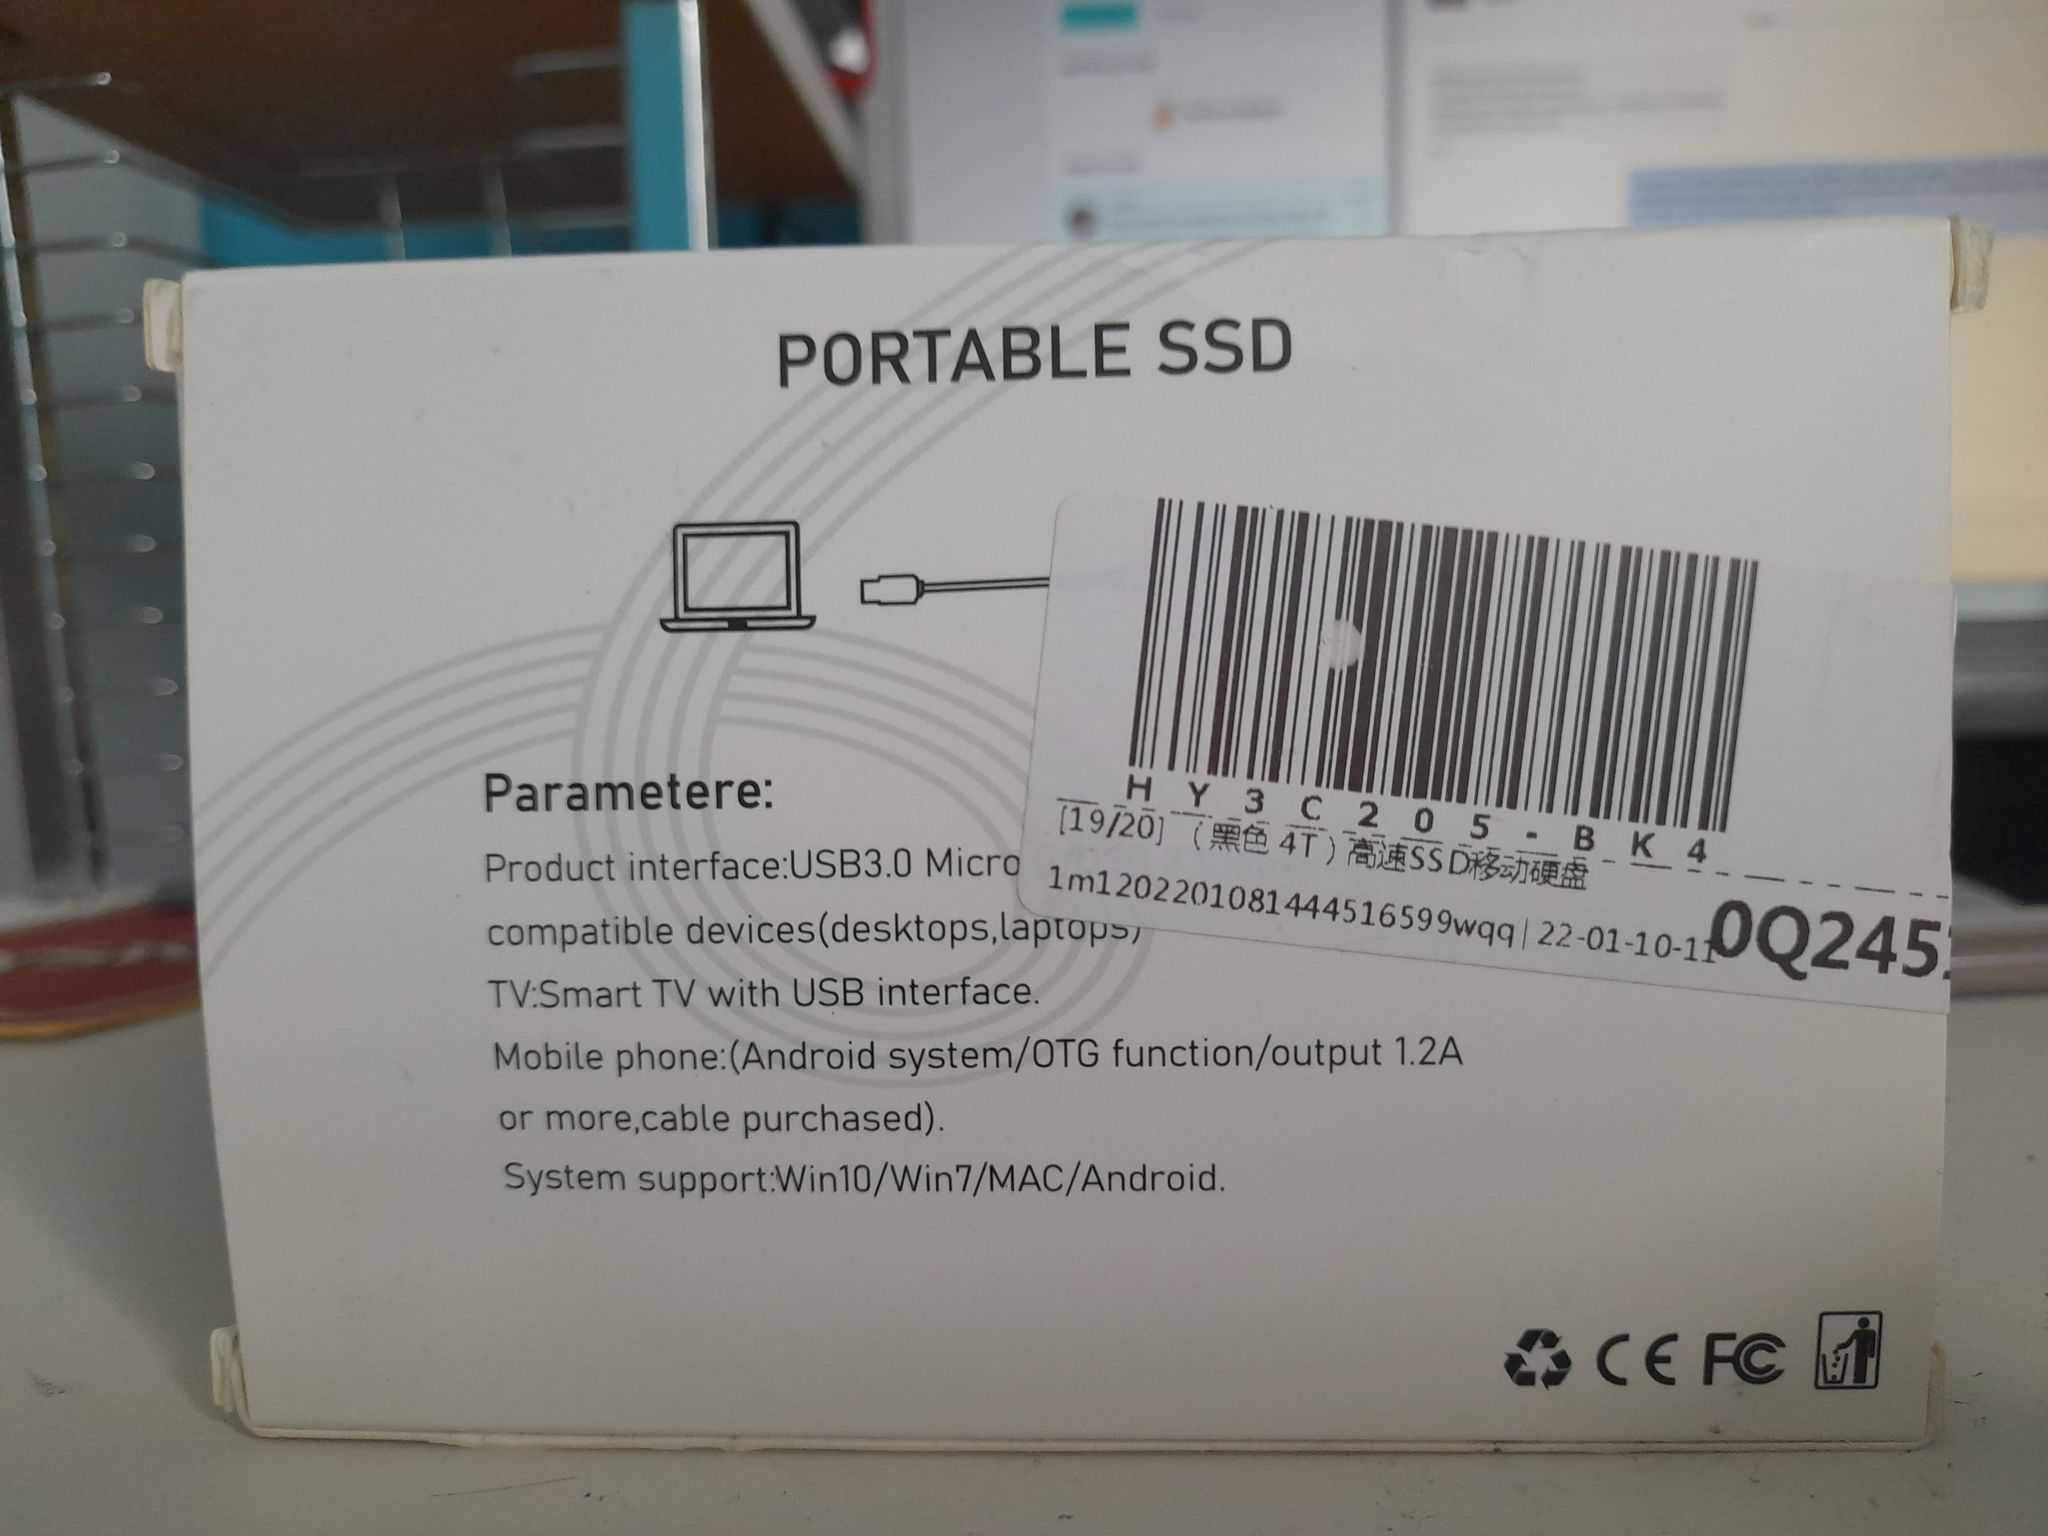 PORTABLE SSD
HY3C205-BK4
[19/20] （黑色 4T）高速SSD移动硬盘
1m1202201081444516599wqq | 22-01-10-11
0Q245
Parametere:
Product interface:USB3.0 Micro
compatible devices(desktops,laptops)
TV:Smart TV with USB interface.
Mobile phone:(Android system/OTG function/output 1.2A
or more,cable purchased).
System support:Win10/Win7/MAC/Android.
CE FC